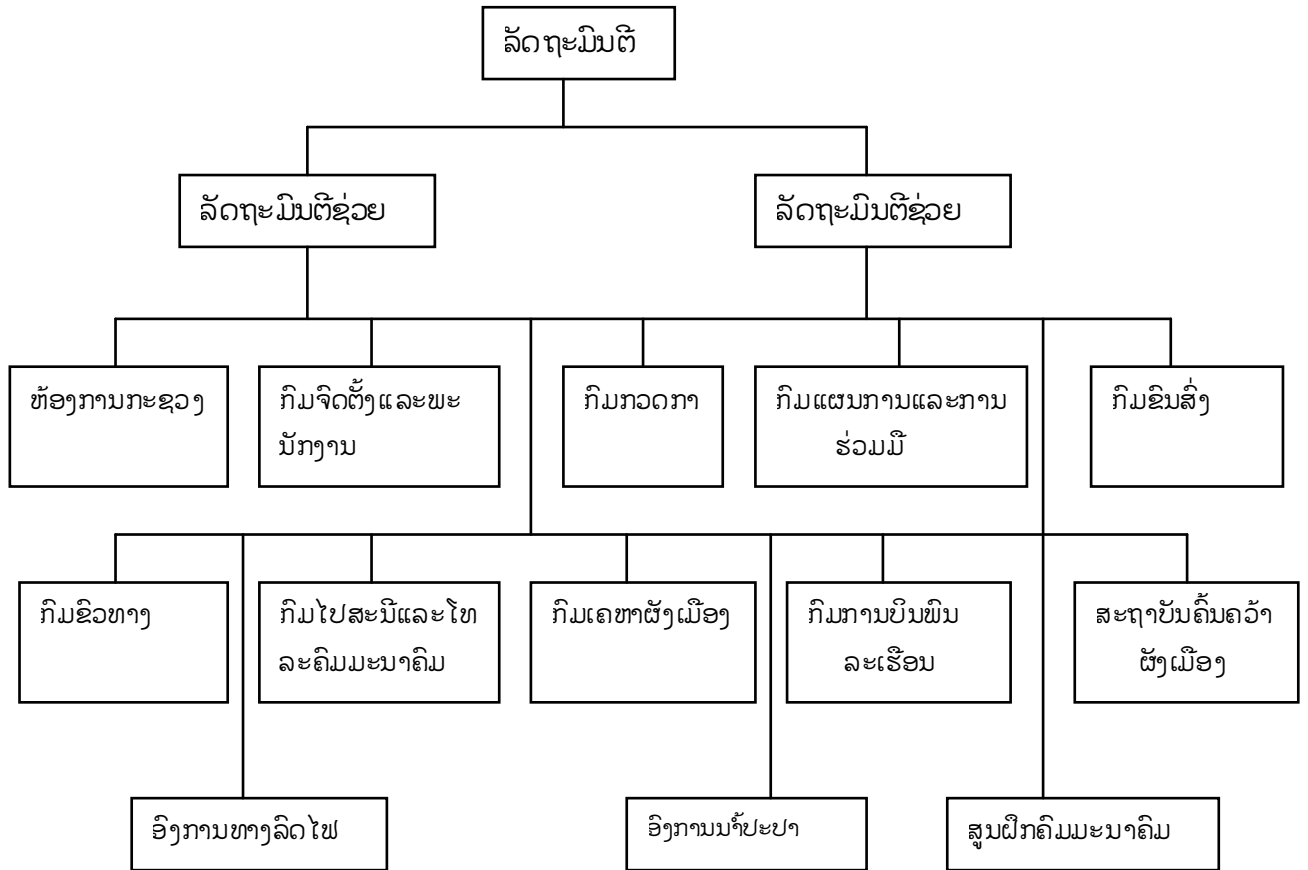 ລັດຖະມົນຕີ
ລັດຖະມົນຕີຊ່ວຍ
ລັດຖະມົນຕີຊ່ວຍ
ຫ້ອງການກະຊວງ
ກົມຈັດຕັ້ງແລະພະ
ນັກງານ
ກົມກວດກາ
ກົມແຜນການແລະການ
ຮ່ວມມື
ກົມຂົນສົ່ງ
ກົມຂົວທາງ
ກົມໄປສະນີແລະໂທ
ລະຄົມມະນາຄົມ
ກົມເຄຫາຜັງເມືອງ
ກົມການບິນພົນ
ລະເຮືອນ
ສະຖາບັນຄົ້ນຄວ້າ
ຜັງເມືອງ
ອົງການທາງລົດໄຟ
ອົງການນ້ຳປະປາ
ສູນຝຶກຄົມມະນາຄົມ